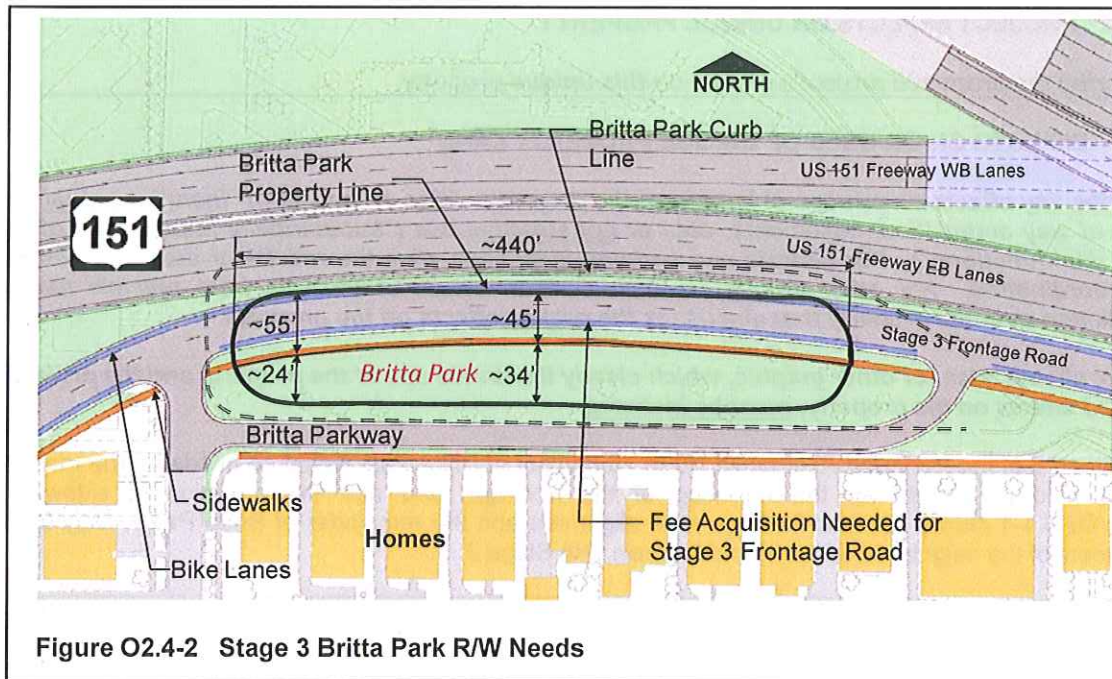 NORTH
Britta Park Curb
Line
Britta Park
Property Line
US 151 Freeway WB Lanes
151
~440'
US 151 Freeway EB Lanes
~55'
~45'
Stage 3 Frontage Road
~24'
Britta Park
~34'
Britta Parkway
Sidewalks
Fee Acquisition Needed for
Stage 3 Frontage Road
Homes
Bike Lanes
Figure O2.4-2 Stage 3 Britta Park R/W Needs